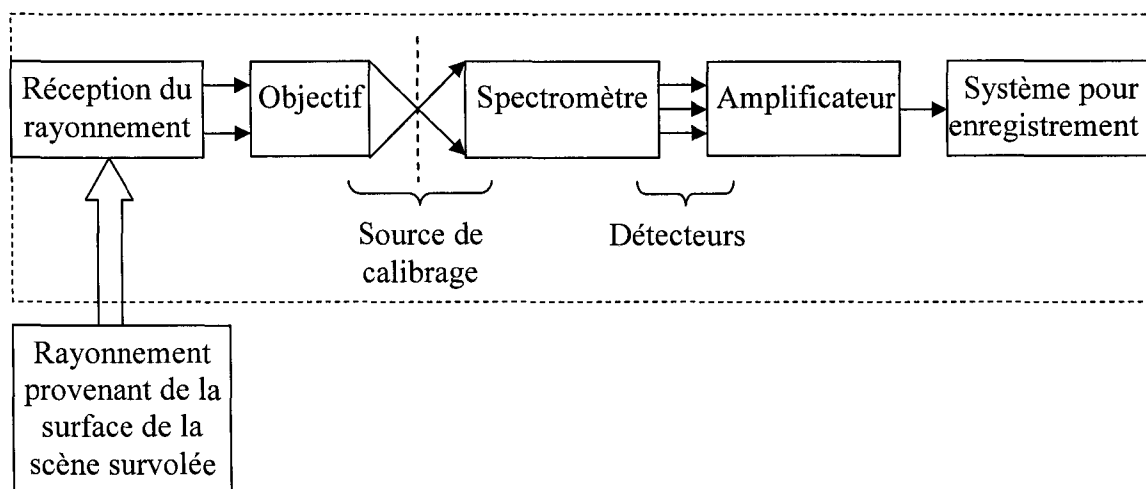 Réception du
rayonnement
Objectif
Spectromètre
Amplificateur
Système pour
enregistrement
Source de
calibrage
Détecteurs
Rayonnement
provenant de la
surface de la
scène survolée